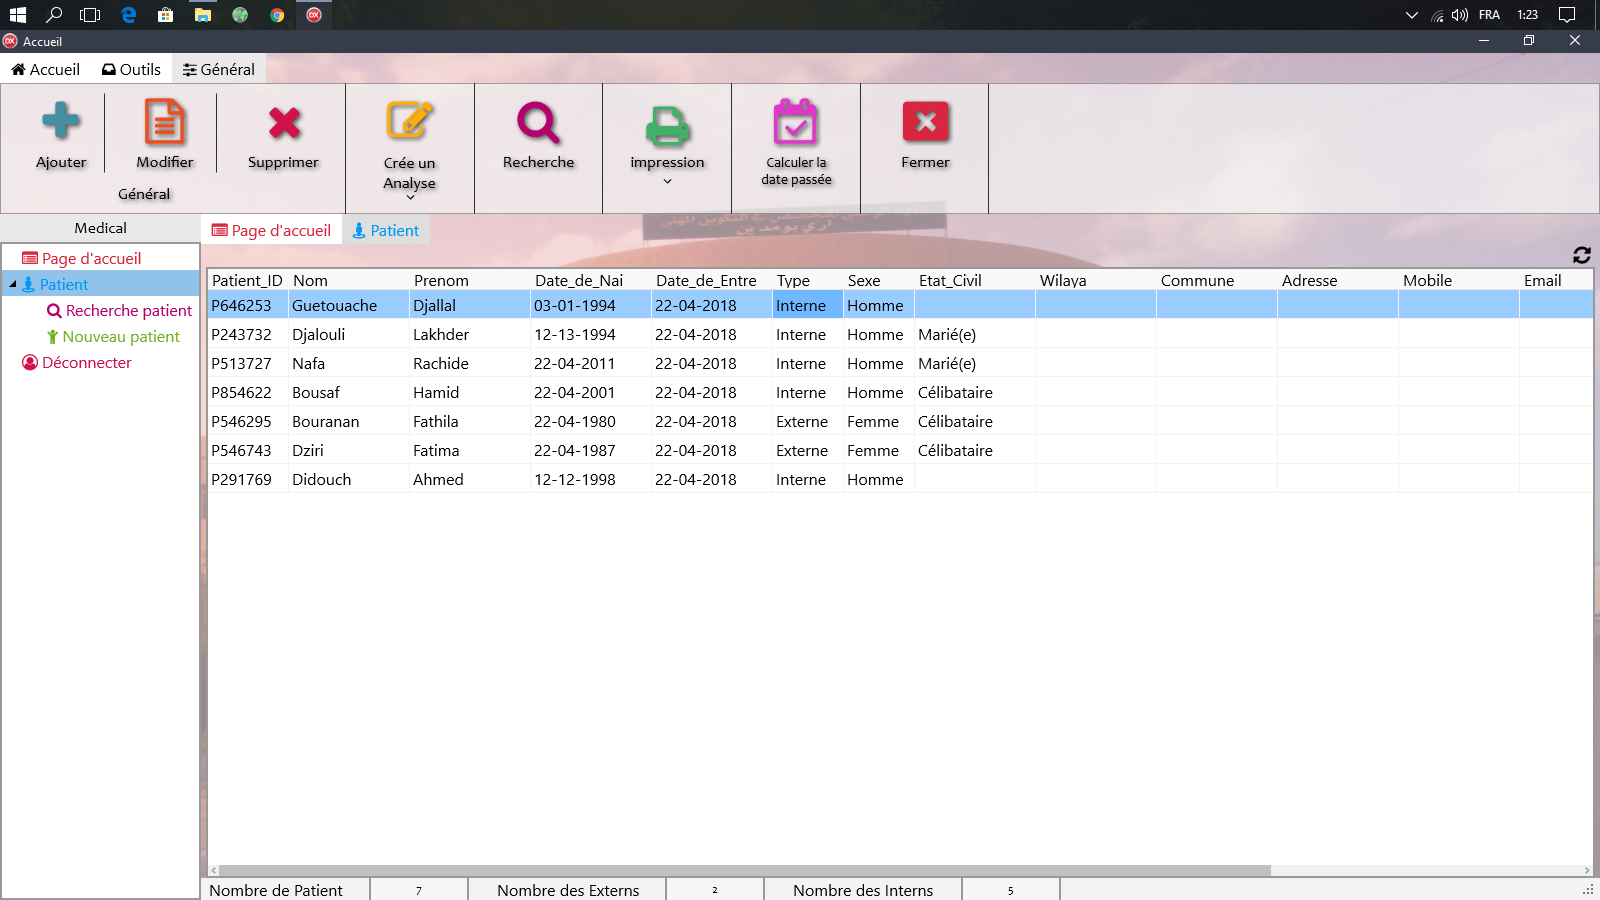 FRA 1:23
Accueil
Accueil Outils Général
Ajouter Modifier Supprimer
Général
Crée un
Analyse
Recherche
impression
Calculer la
date passée
Fermer
Medical
Page d'accueil
Patient
Recherche patient
Nouveau patient
Déconnecter
Page d'accueil Patient
اري بومدين
Patient_ID Nom Prenom Date_de_Nai Date_de_Entre Type Sexe Etat_Civil Wilaya Commune Adresse Mobile Email
P646253 Guetouache Djallal 03-01-1994 22-04-2018 Interne Homme
P243732 Djalouli Lakhder 12-13-1994 22-04-2018 Interne Homme Marié(e)
P513727 Nafa Rachide 22-04-2011 22-04-2018 Interne Homme Marié(e)
P854622 Bousaf Hamid 22-04-2001 22-04-2018 Interne Homme Célibataire
P546295 Bouranan Fathila 22-04-1980 22-04-2018 Externe Femme Célibataire
P546743 Dziri Fatima 22-04-1987 22-04-2018 Externe Femme Célibataire
P291769 Didouch Ahmed 12-12-1998 22-04-2018 Interne Homme
Nombre de Patient 7 Nombre des Externs 2 Nombre des Interns 5